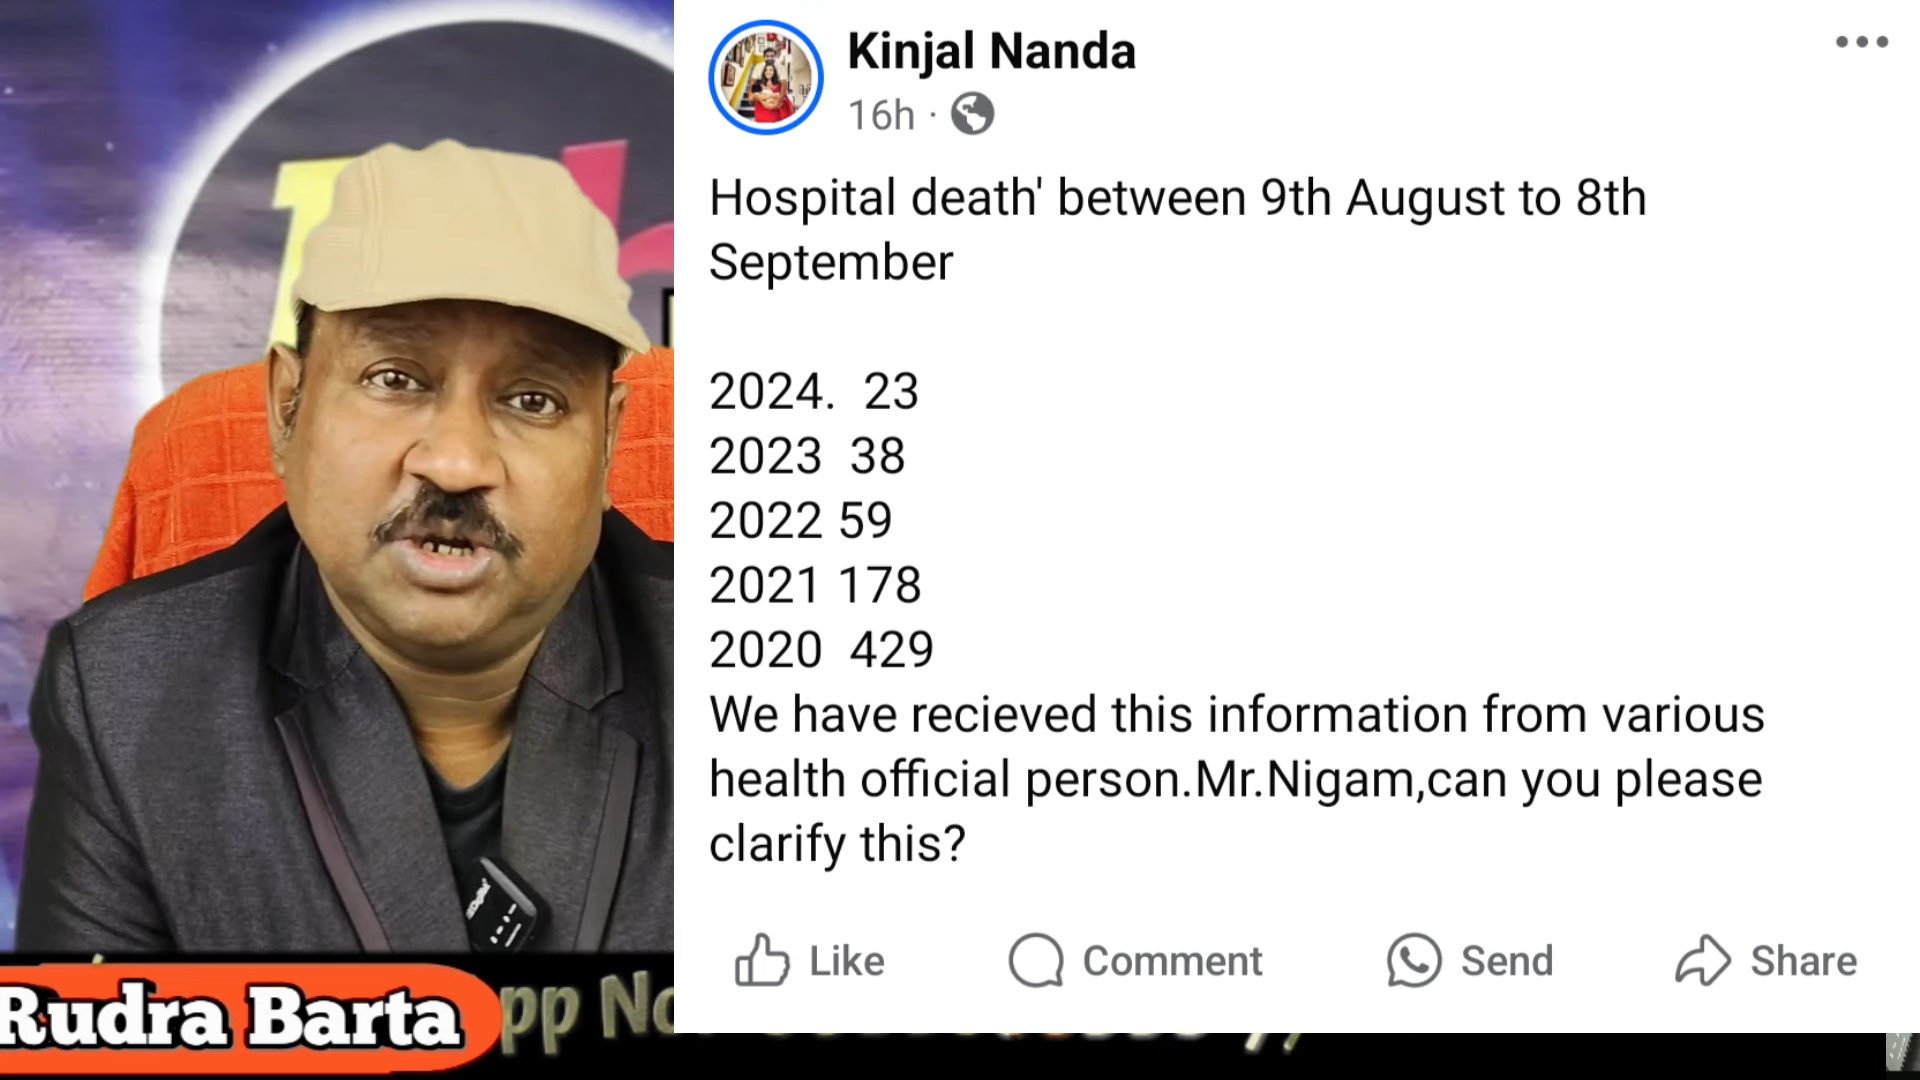 Kinjal Nanda
16h ·
Hospital death' between 9th August to 8th
September
2024. 23
2023 38
2022 59
2021 178
2020 429
We have recieved this information from various
health official person.Mr.Nigam,can you please
clarify this?
Like Comment Send Share
Rudra Barta
pp No